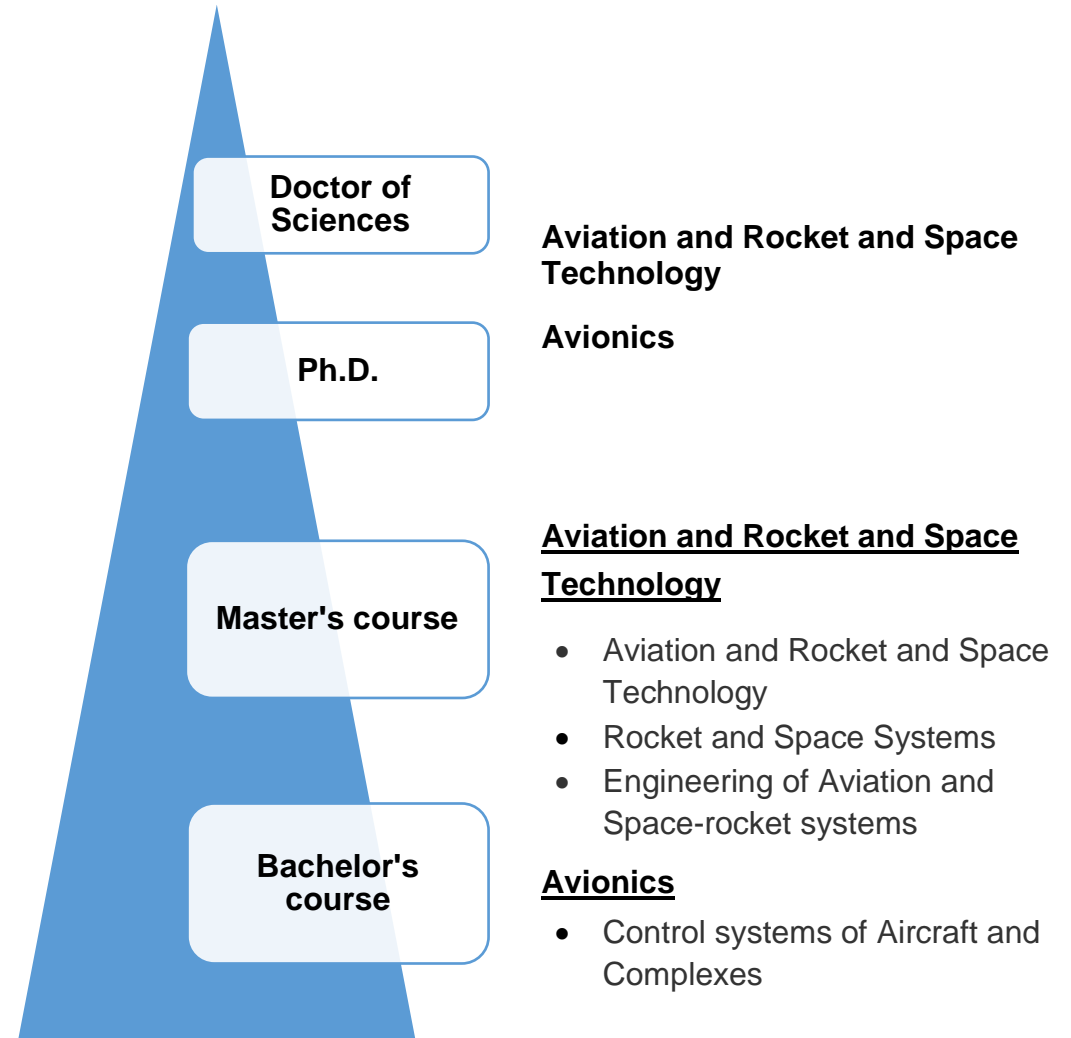 Doctor of
Sciences
Aviation and Rocket and Space
Technology
Ph.D.
Avionics
Master's course
Aviation and Rocket and Space
Technology
• Aviation and Rocket and Space
Technology
• Rocket and Space Systems
• Engineering of Aviation and
Space-rocket systems
Bachelor's
course
Avionics
• Control systems of Aircraft and
Complexes